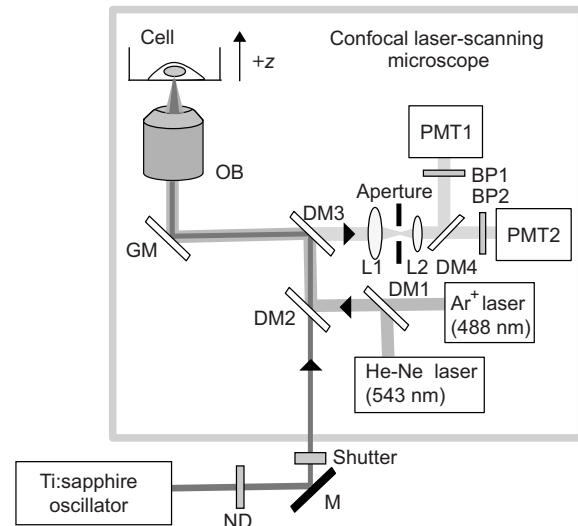 Cell
+z
Confocal laser-scanning
microscope
PMT1
OB
BP1
BP2
Aperture
DM3
PMT2
GM
L1
L2
DM4
DM1
DM2
Ar+ laser
(488 nm)
He-Ne laser
(543 nm)
Shutter
Ti:sapphire
oscillator
M
ND